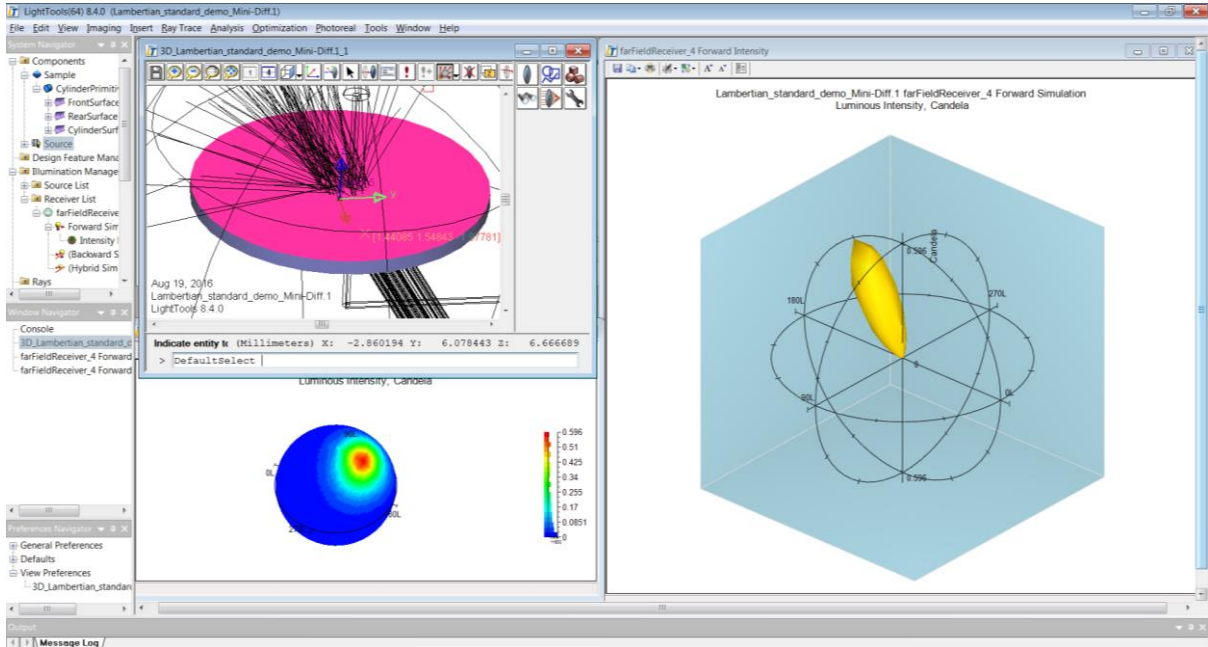 LightTools(64) 8.4.0 (Lambertian_standard_demo_Mini-Diff.1)
File Edit View Imaging Insert Ray Trace Analysis Optimization Photoreal Tools Window Help
System Navigator
Components
Sample
CylinderPrimitiv
FrontSurface
RearSurface
CylinderSurf
Source
Design Feature Mana
Illumination Manage
Source List
Receiver List
farFieldReceive
Forward Sim
Intensity
(Backward S
(Hybrid Sim
Rays
Window Navigator
Console
3D_Lambertian_standard_d
farFieldReceiver_4 Forward
farFieldReceiver_4 Forward
Preferences Navigator
General Preferences
Defaults
View Preferences
3D_Lambertian_standan
3D_Lambertian_standard_demo_Mini-Diff.1_1
y
Aug 19, 2016
Lambertian_standard_demo_Mini-Diff.1
LightTools 8.4.0
Indicate entity to (Millimeters) X: -2.860194 Y: 6.078443 Z: 6.666689
> DefaultSelect
Luminous Intensity, Candela
0L
90L
0.596
0.51
0.425
0.34
0.255
0.17
0.0851
0
farFieldReceiver_4 Forward Intensity
Lambertian_standard_demo_Mini-Diff.1 farFieldReceiver_4 Forward Simulation
Luminous Intensity, Candela
0.596
Candela
180L
270L
0
90L
0L
0.596
Output
Message Log